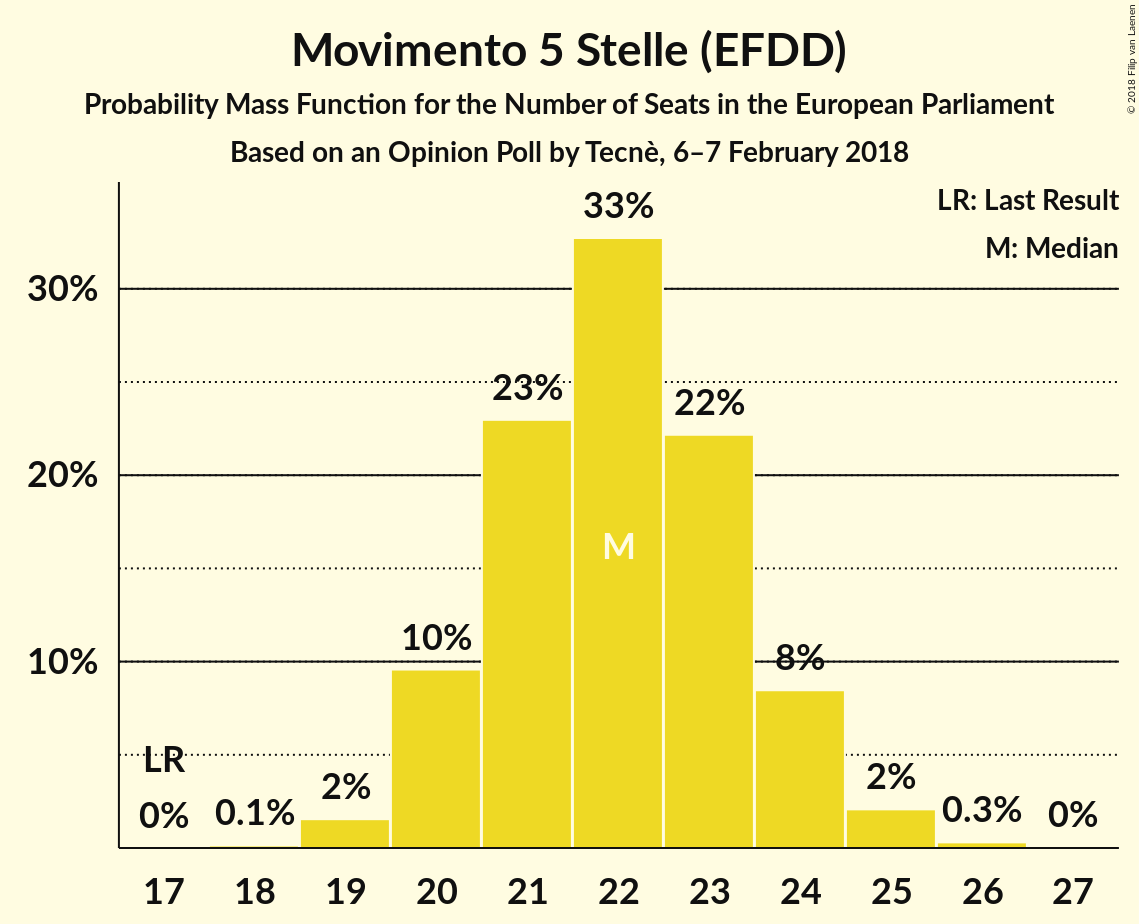 Movimento 5 Stelle (EFDD)
Probability Mass Function for the Number of Seats in the European Parliament
Based on an Opinion Poll by Tecnè, 6–7 February 2018
© 2018 Filip van Laenen
LR: Last Result
M: Median
33%
30%
23%
22%
20%
M
10%
10%
8%
LR
2%
2%
0%
0.1%
0.3%
0%
17 18 19 20 21 22 23 24 25 26 27